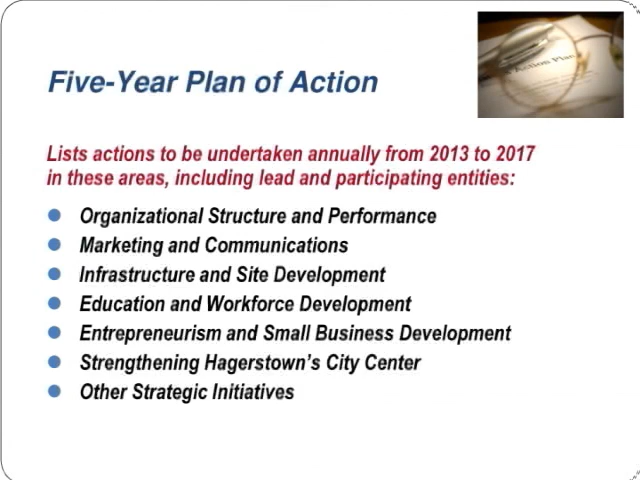 Action Plan
Five-Year Plan of Action
Lists actions to be undertaken annually from 2013 to 2017
in these areas, including lead and participating entities:
Organizational Structure and Performance
Marketing and Communications
Infrastructure and Site Development
Education and Workforce Development
Entrepreneurism and Small Business Development
Strengthening Hagerstown's City Center
Other Strategic Initiatives